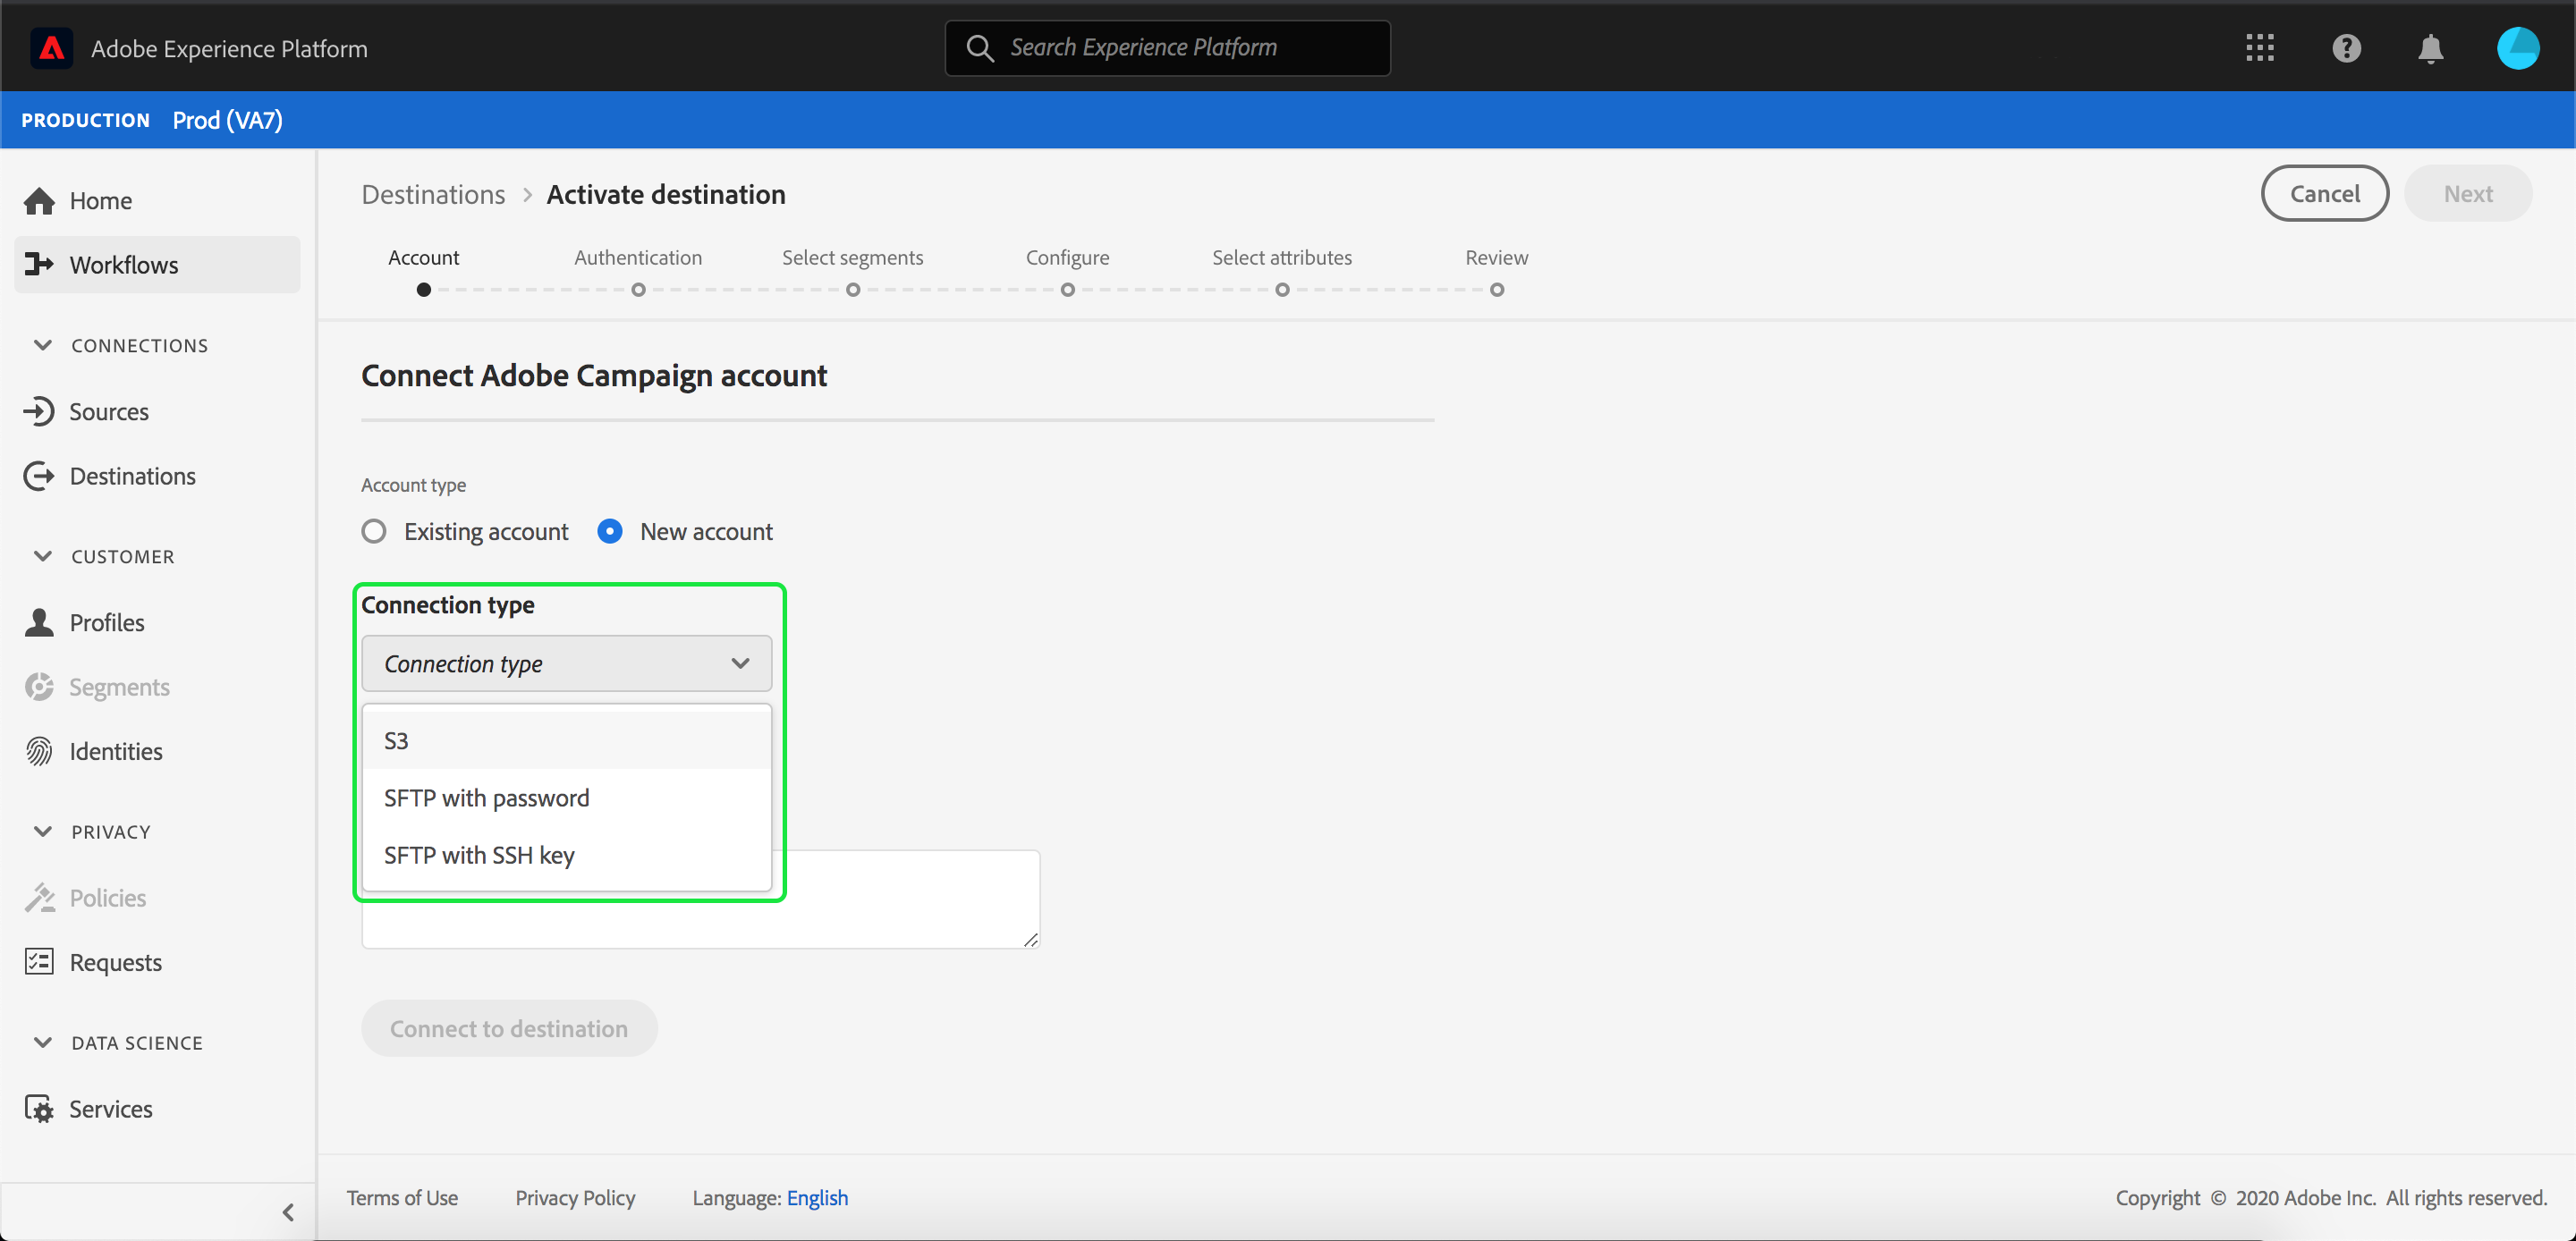 Adobe Experience Platform
Search Experience Platform
PRODUCTION Prod (VA7)
Home
Workflows
CONNECTIONS
Sources
Destinations
CUSTOMER
Profiles
Segments
Identities
PRIVACY
Policies
Requests
DATA SCIENCE
Services
Destinations > Activate destination
Cancel Next
Account Authentication Select segments Configure Select attributes Review
Connect Adobe Campaign account
Account type
Existing account New account
Connection type
Connection type
S3
SFTP with password
SFTP with SSH key
Connect to destination
Terms of Use Privacy Policy Language: English Copyright © 2020 Adobe Inc. All rights reserved.